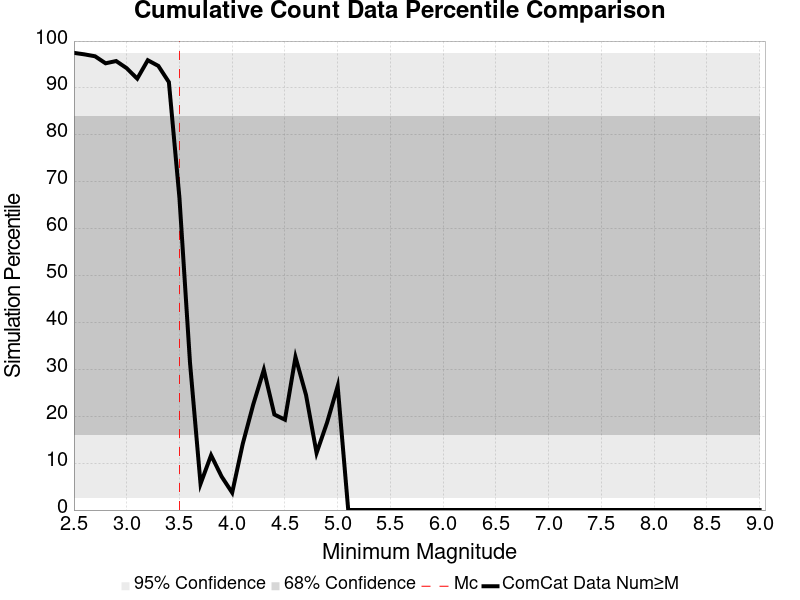 Cumulative Count Data Percentile Comparison
100
90
80
70
60
50
40
30
20
10
0
Simulation Percentile
2.5 3.0 3.5 4.0 4.5 5.0 5.5 6.0 6.5 7.0 7.5 8.0 8.5 9.0
Minimum Magnitude
95% Confidence 68% Confidence Mc ComCat Data Num≥M